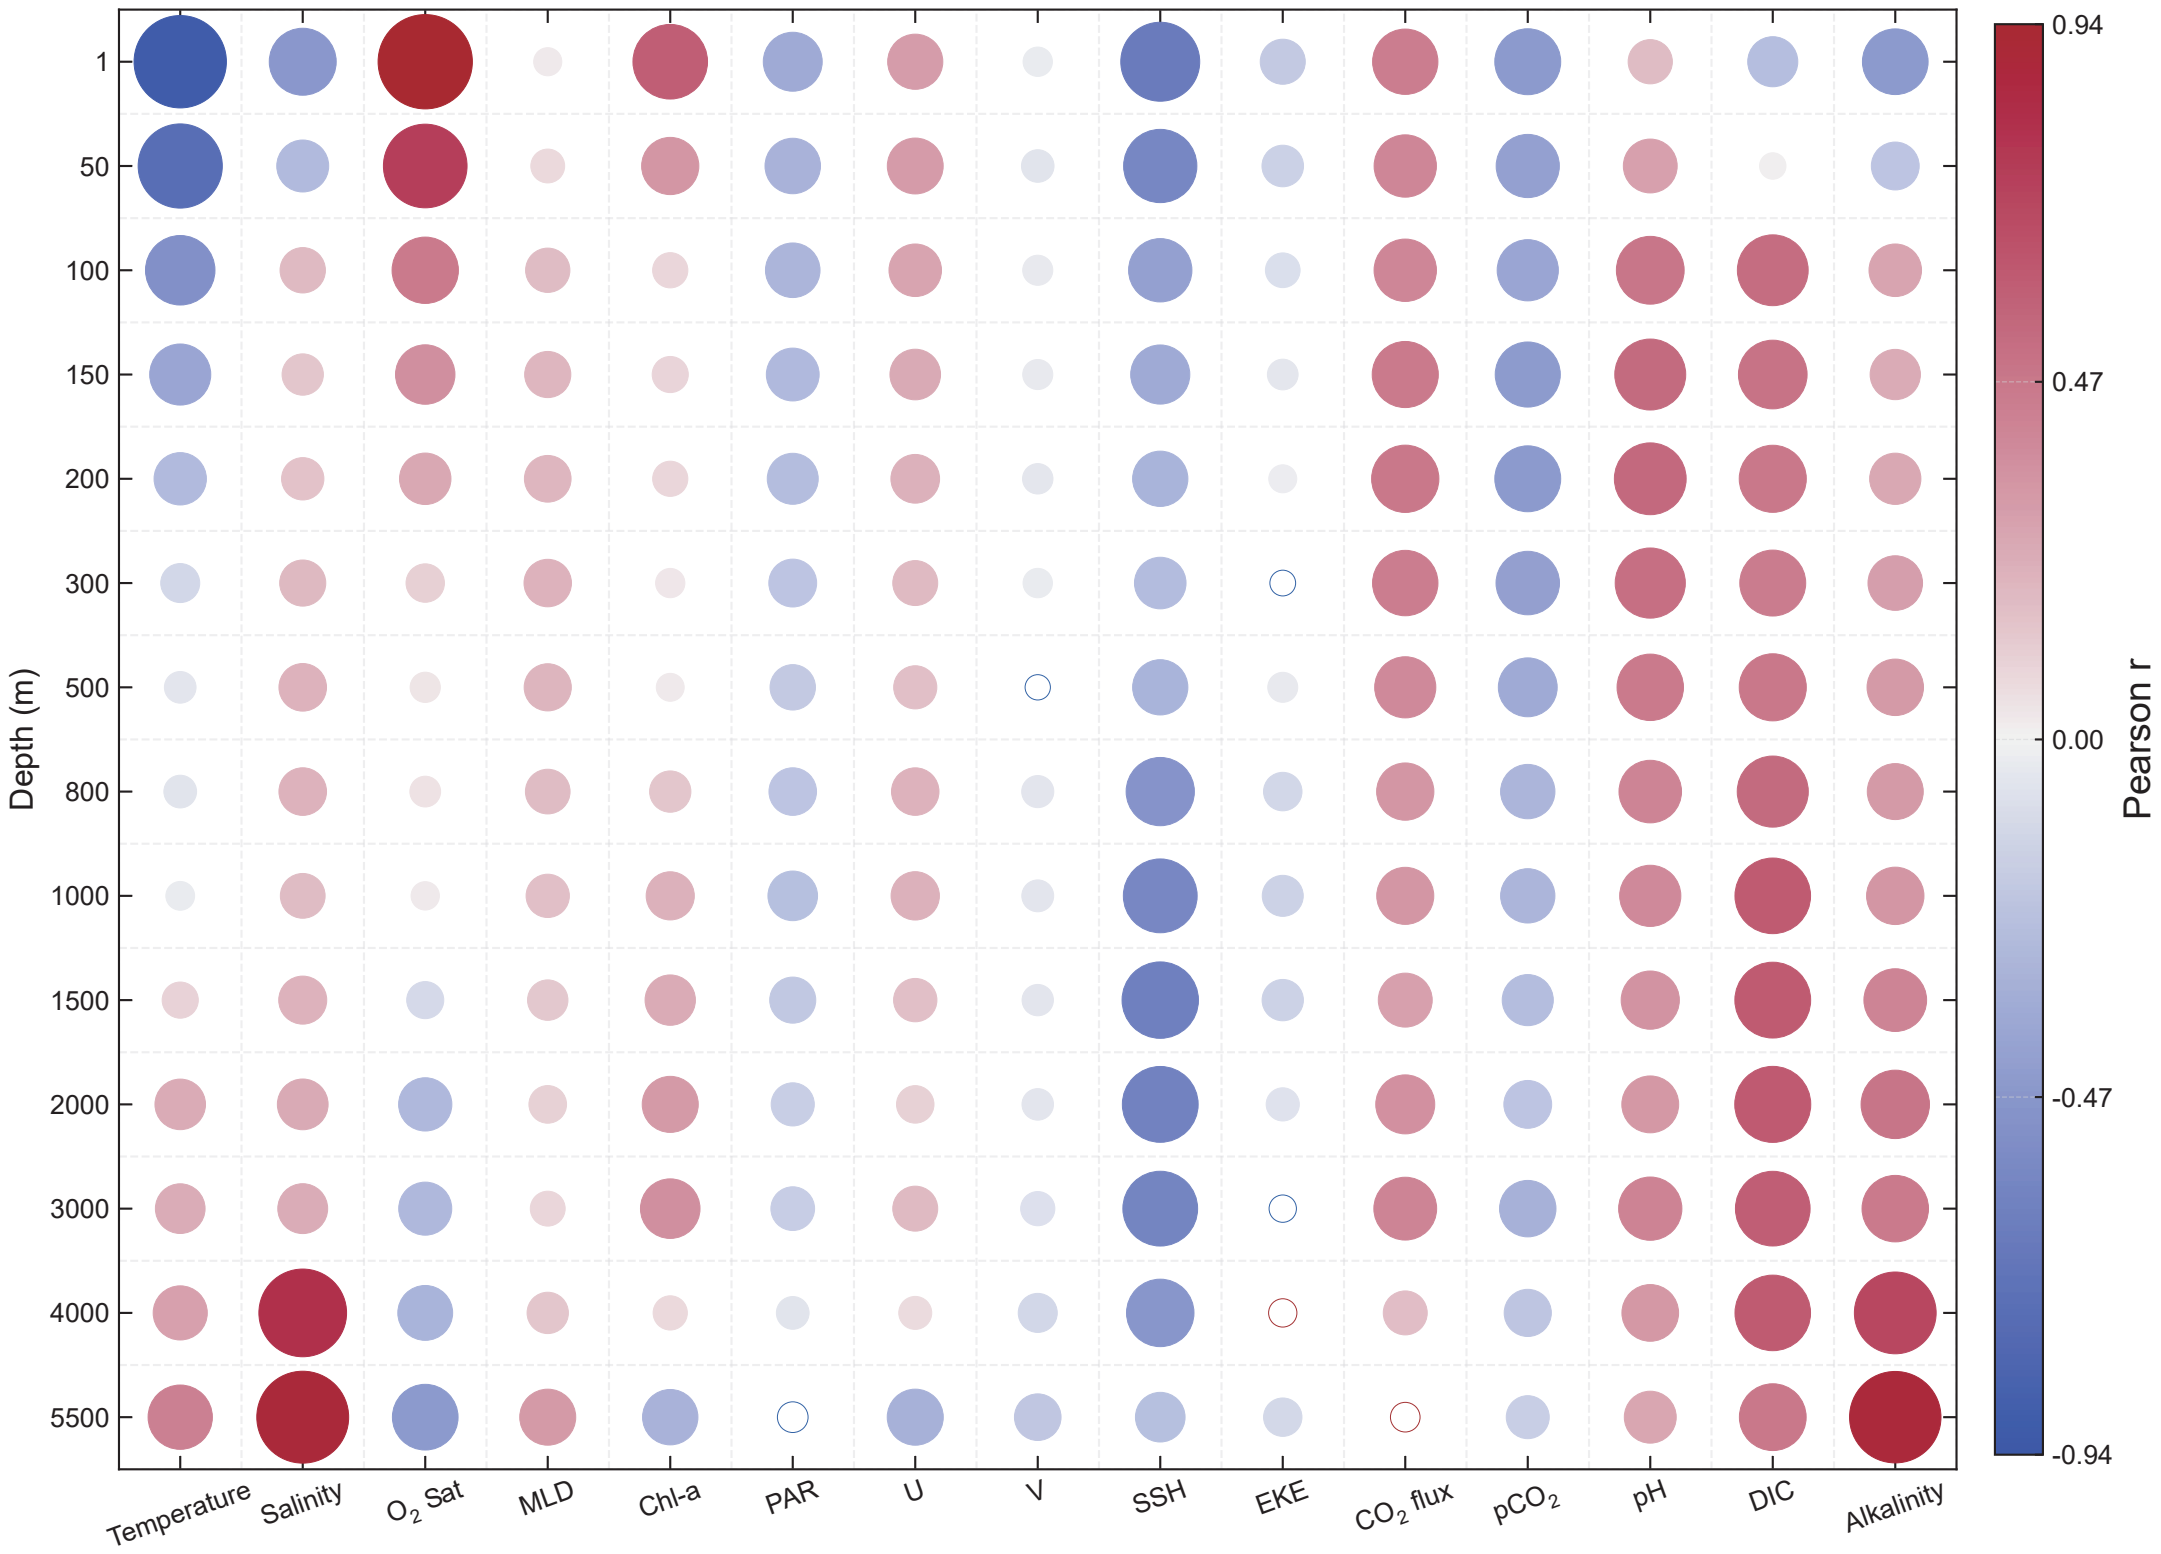 Depth (m)
1
50
100
150
200
300
500
800
1000
1500
2000
3000
4000
5500
Temperature
Salinity
O₂ Sat
MLD
Chl-a
PAR
U
V
SSH
EKE
CO₂ flux
pCO₂
pH
DIC
Alkalinity
0.94
0.47
0.00
-0.47
-0.94
Pearson r